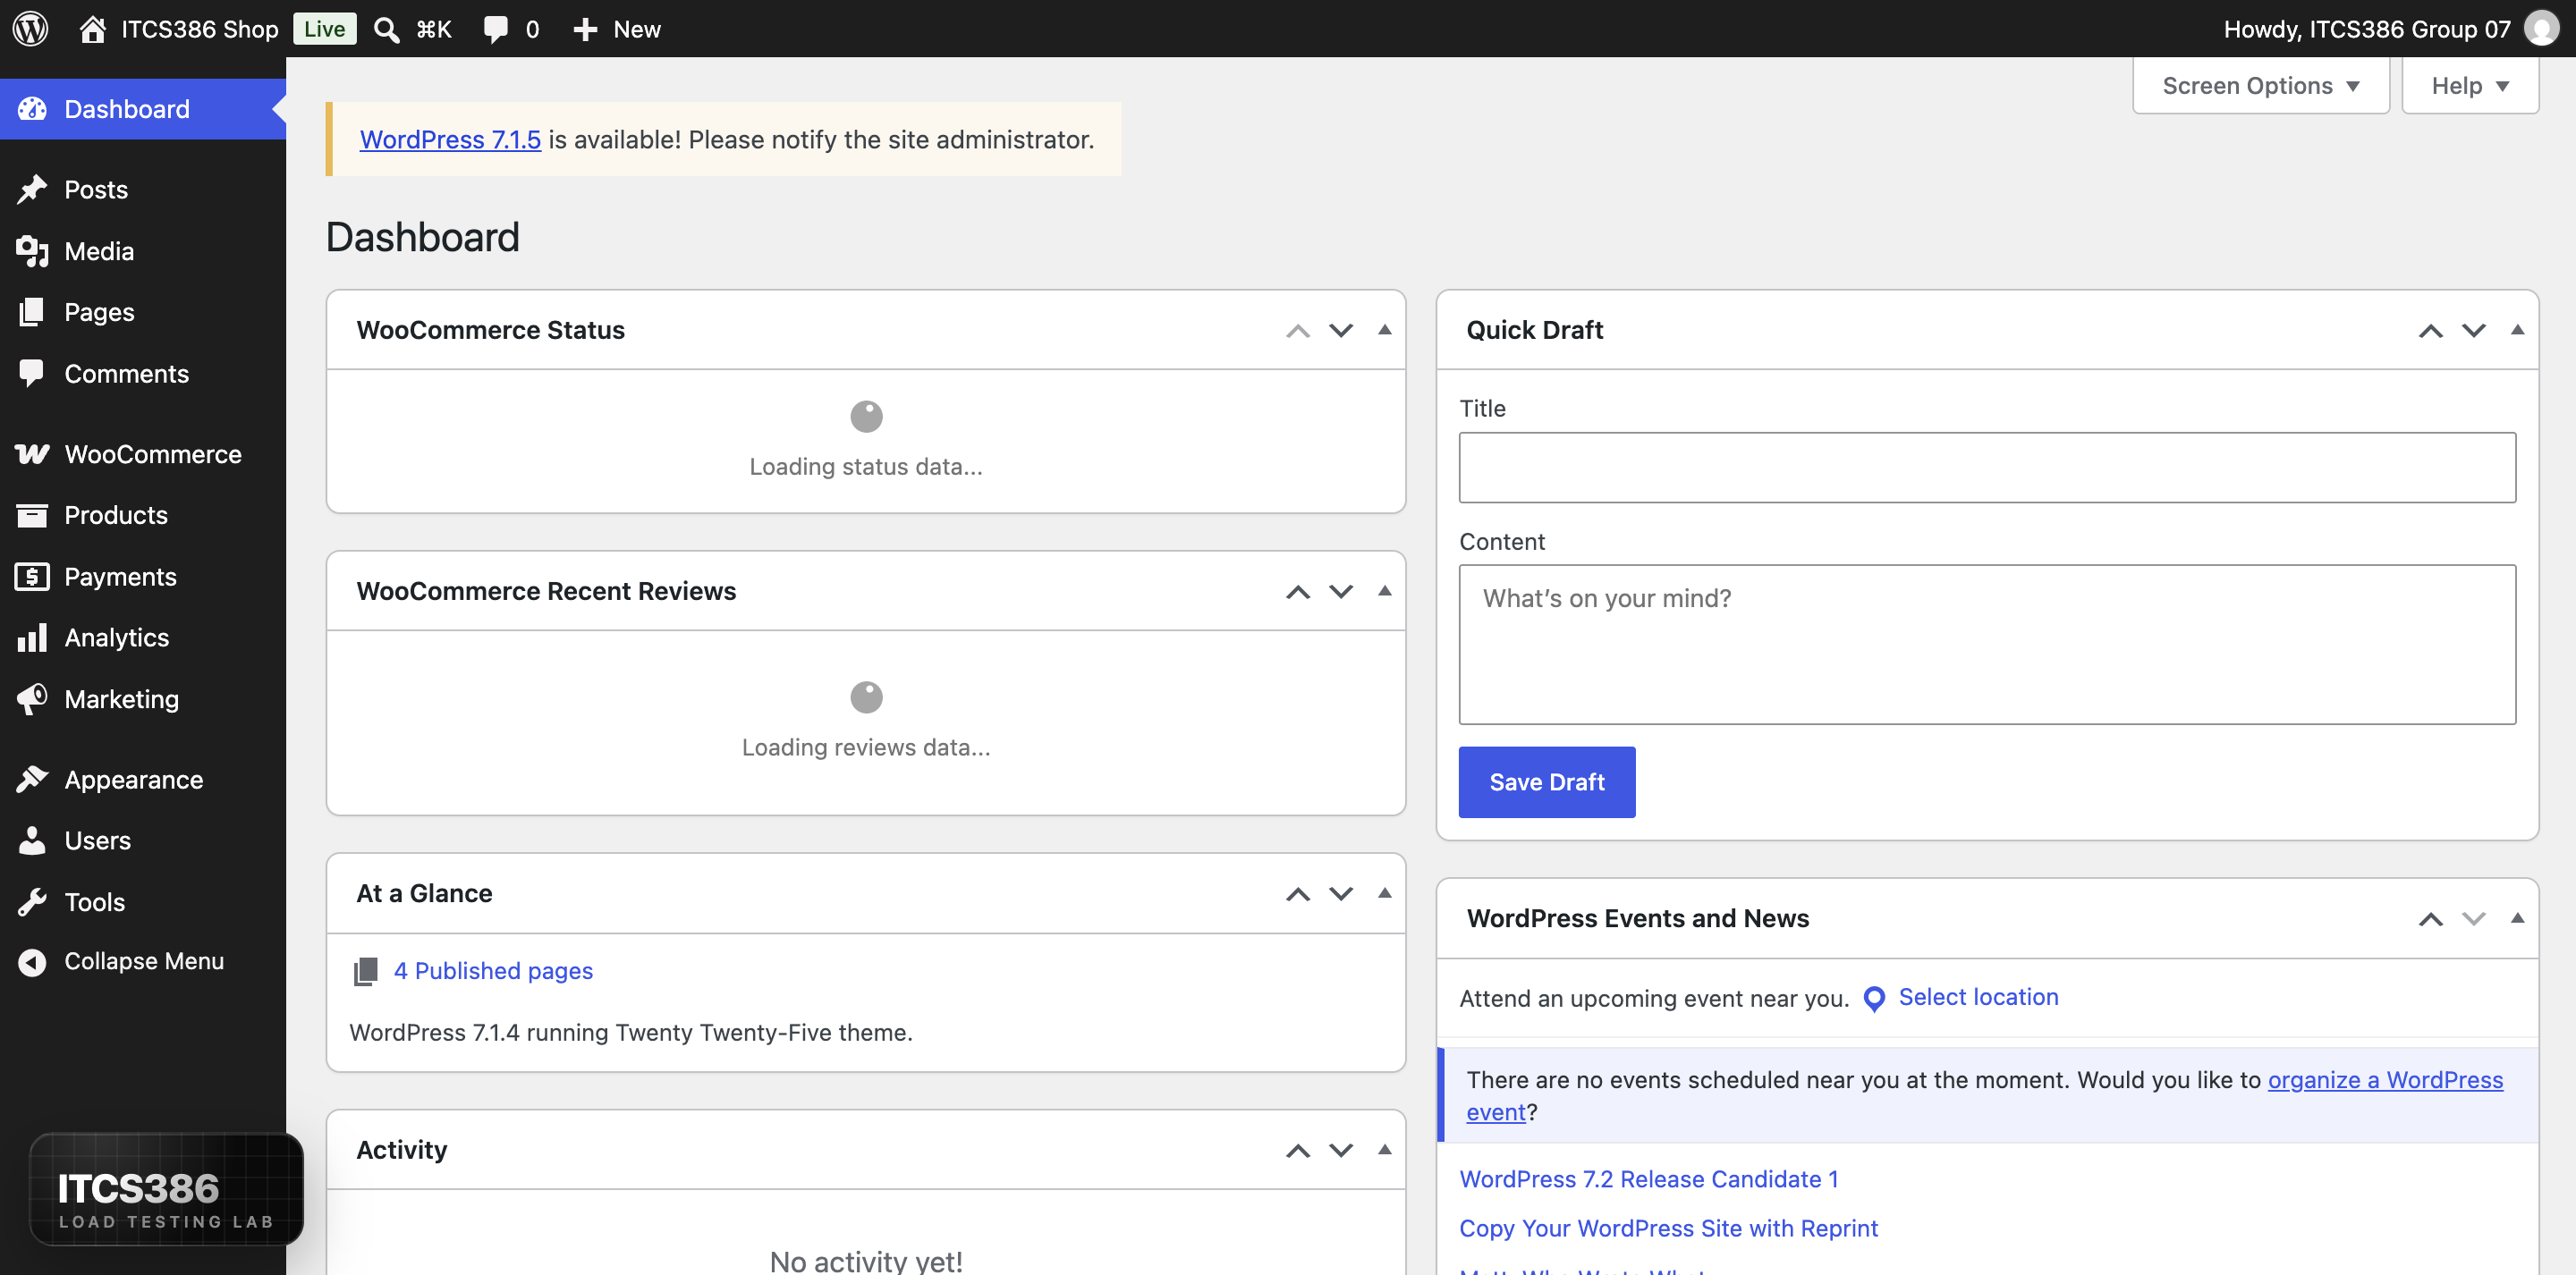 ITCS386 Shop Live ⌘K 0 New Howdy, ITCS386 Group 07
Screen Options Help
Dashboard
Posts
Media
Pages
Comments
WooCommerce
Products
Payments
Analytics
Marketing
Appearance
Users
Tools
Collapse Menu
ITCS386
LOAD TESTING LAB
WordPress 7.1.5 is available! Please notify the site administrator.
Dashboard
WooCommerce Status
Loading status data...
WooCommerce Recent Reviews
Loading reviews data...
At a Glance
4 Published pages
WordPress 7.1.4 running Twenty Twenty-Five theme.
Activity
No activity yet!
Quick Draft
Title
Content
What's on your mind?
Save Draft
WordPress Events and News
Attend an upcoming event near you. Select location
There are no events scheduled near you at the moment. Would you like to organize a WordPress
event?
WordPress 7.2 Release Candidate 1
Copy Your WordPress Site with Reprint